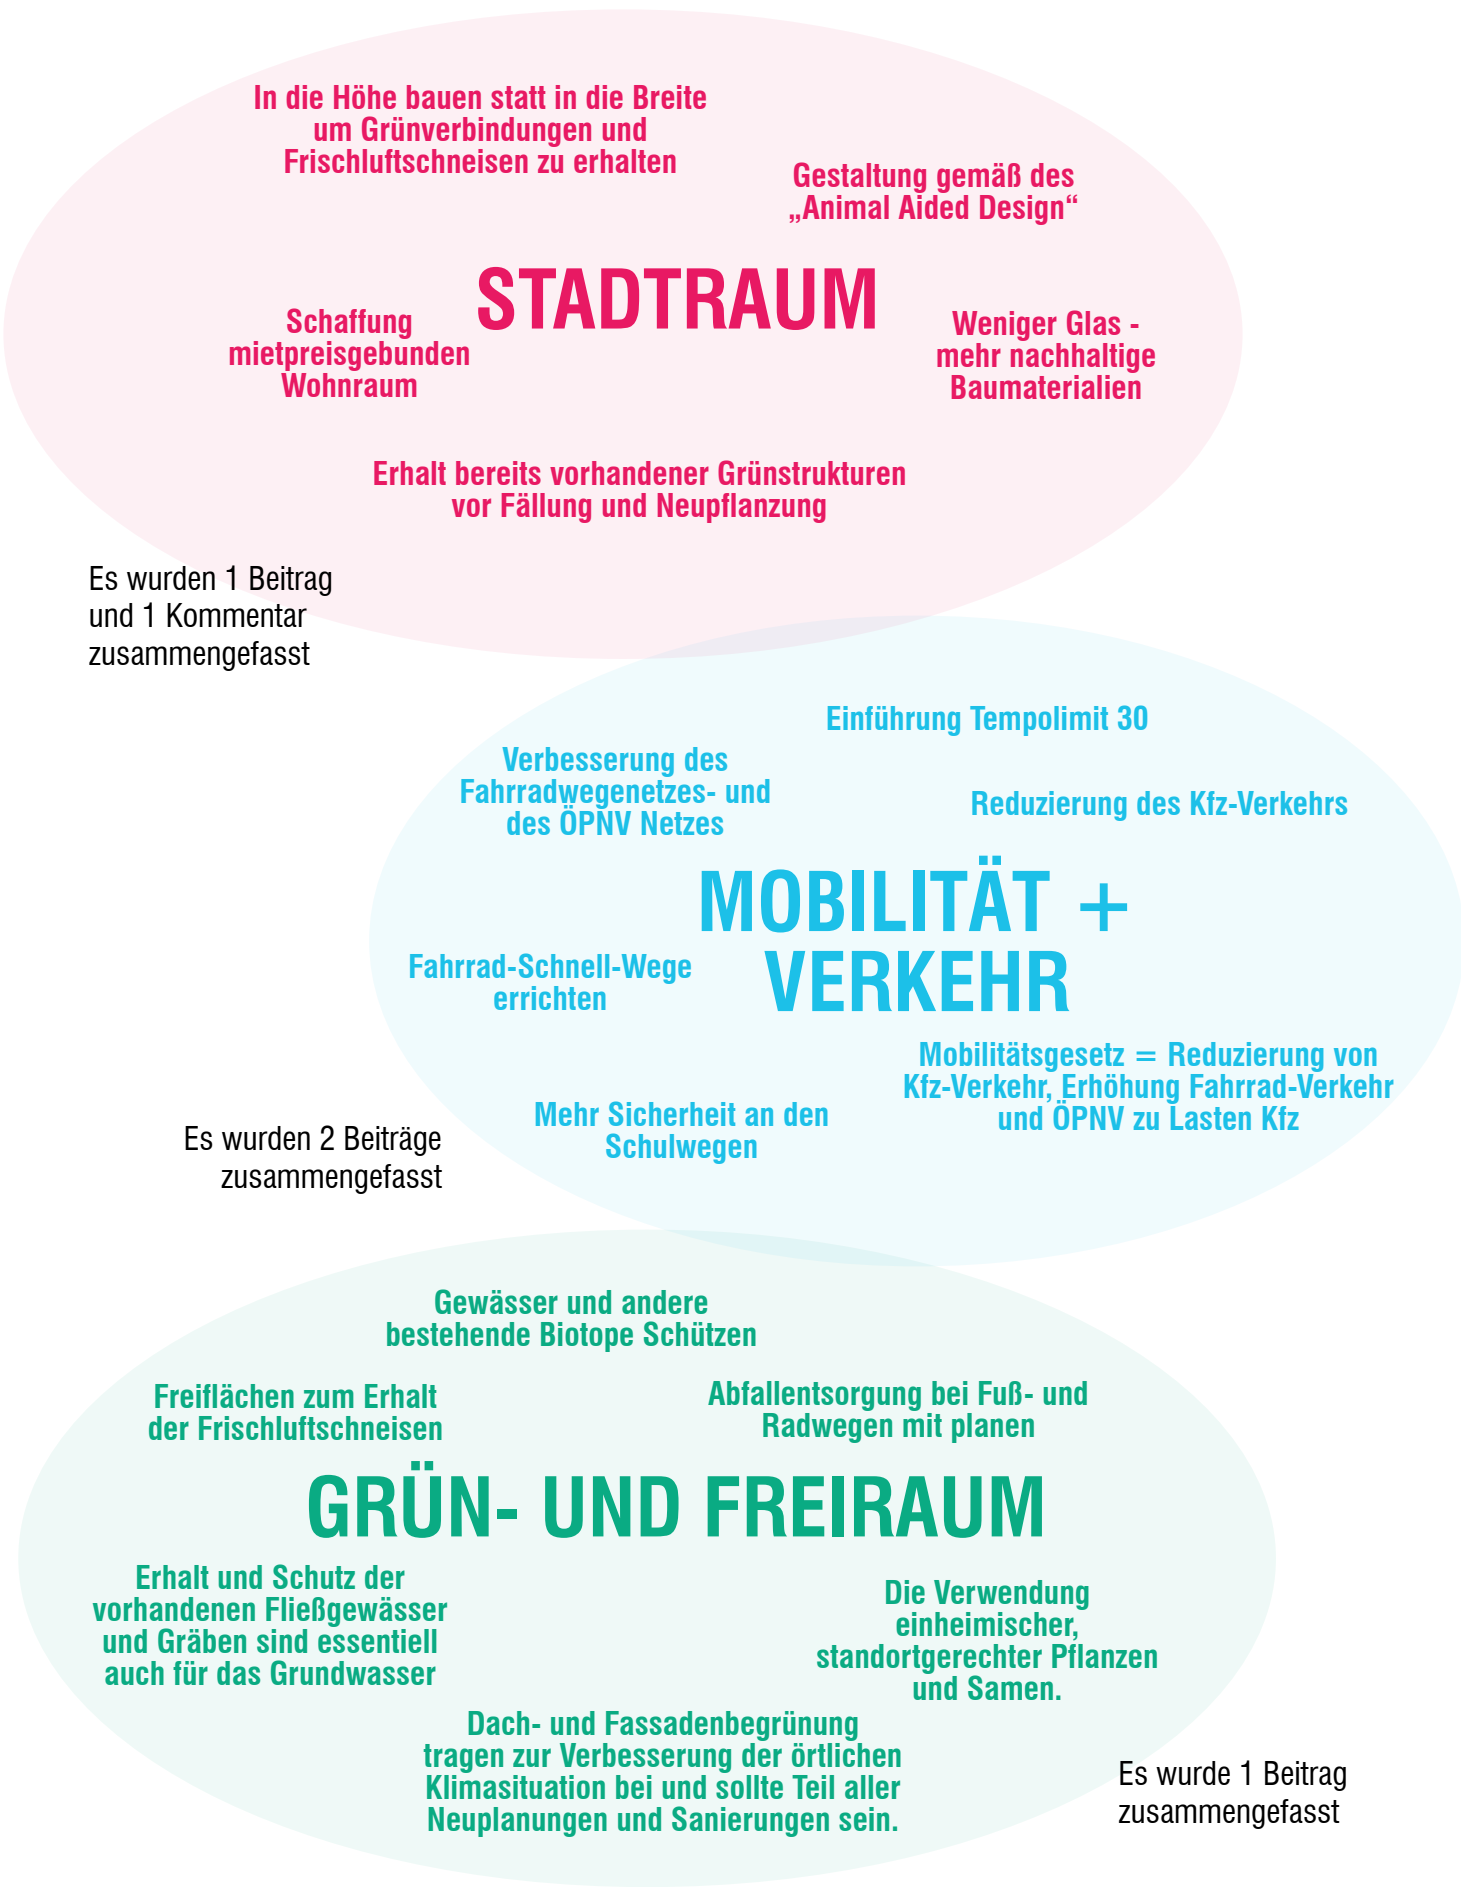 In die Höhe bauen statt in die Breite
um Grünverbindungen und
Frischluftschneisen zu erhalten
Gestaltung gemäß des
„Animal Aided Design“
STADTRAUM
Schaffung
mietpreisgebunden
Wohnraum
Weniger Glas -
mehr nachhaltige
Baumaterialien
Erhalt bereits vorhandener Grünstrukturen
vor Fällung und Neupflanzung
Es wurden 1 Beitrag
und 1 Kommentar
zusammengefasst
Einführung Tempolimit 30
Verbesserung des
Fahrradwegenetzes- und
des ÖPNV Netzes
Reduzierung des Kfz-Verkehrs
MOBILITÄT +
VERKEHR
Fahrrad-Schnell-Wege
errichten
Mobilitätsgesetz = Reduzierung von
Kfz-Verkehr, Erhöhung Fahrrad-Verkehr
und ÖPNV zu Lasten Kfz
Mehr Sicherheit an den
Schulwegen
Es wurden 2 Beiträge
zusammengefasst
Gewässer und andere
bestehende Biotope Schützen
Freiflächen zum Erhalt
der Frischluftschneisen
Abfallentsorgung bei Fuß- und
Radwegen mit planen
GRÜN- UND FREIRAUM
Erhalt und Schutz der
vorhandenen Fließgewässer
und Gräben sind essentiell
auch für das Grundwasser
Die Verwendung
einheimischer,
standortgerechter Pflanzen
und Samen.
Dach- und Fassadenbegrünung
tragen zur Verbesserung der örtlichen
Klimasituation bei und sollte Teil aller
Neuplanungen und Sanierungen sein.
Es wurde 1 Beitrag
zusammengefasst